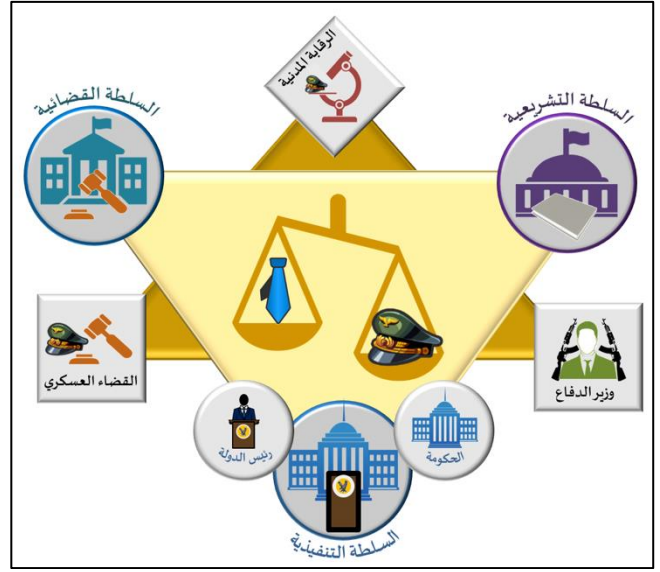 الرقابة المدنية
السلطة القضائية
السلطة التشريعية
القضاء العسكري
وزير الدفاع
رئيس الدولة
الحكومة
السلطة التنفيذية